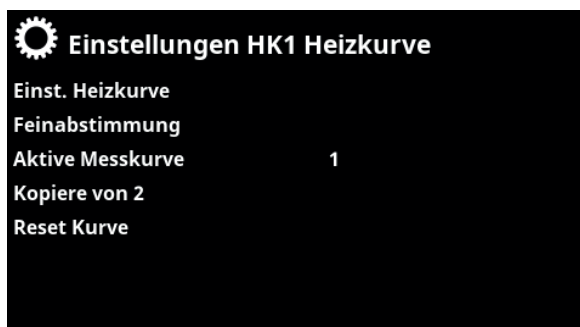 Einstellungen HK1 Heizkurve
Einst. Heizkurve
Feinabstimmung
Aktive Messkurve 1
Kopiere von 2
Reset Kurve